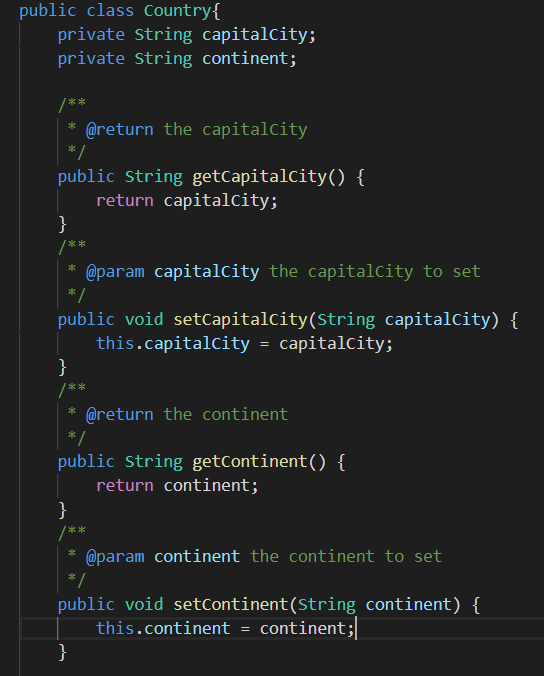 public class Country{
    private String capitalCity;
    private String continent;

    /**
     * @return the capitalCity
     */
    public String getCapitalCity() {
        return capitalCity;
    }
    /**
     * @param capitalCity the capitalCity to set
     */
    public void setCapitalCity(String capitalCity) {
        this.capitalCity = capitalCity;
    }
    /**
     * @return the continent
     */
    public String getContinent() {
        return continent;
    }
    /**
     * @param continent the continent to set
     */
    public void setContinent(String continent) {
        this.continent = continent;
    }